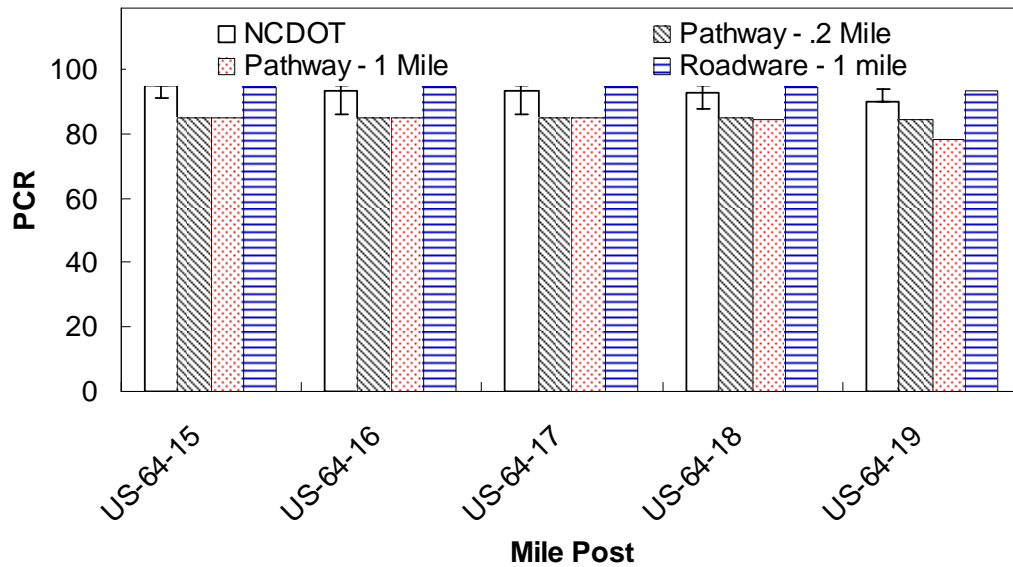 NCDOT
Pathway - .2 Mile
Pathway - 1 Mile
Roadware - 1 mile
100
80
60
40
20
0
PCR
US-64-15
US-64-16
US-64-17
US-64-18
US-64-19
Mile Post